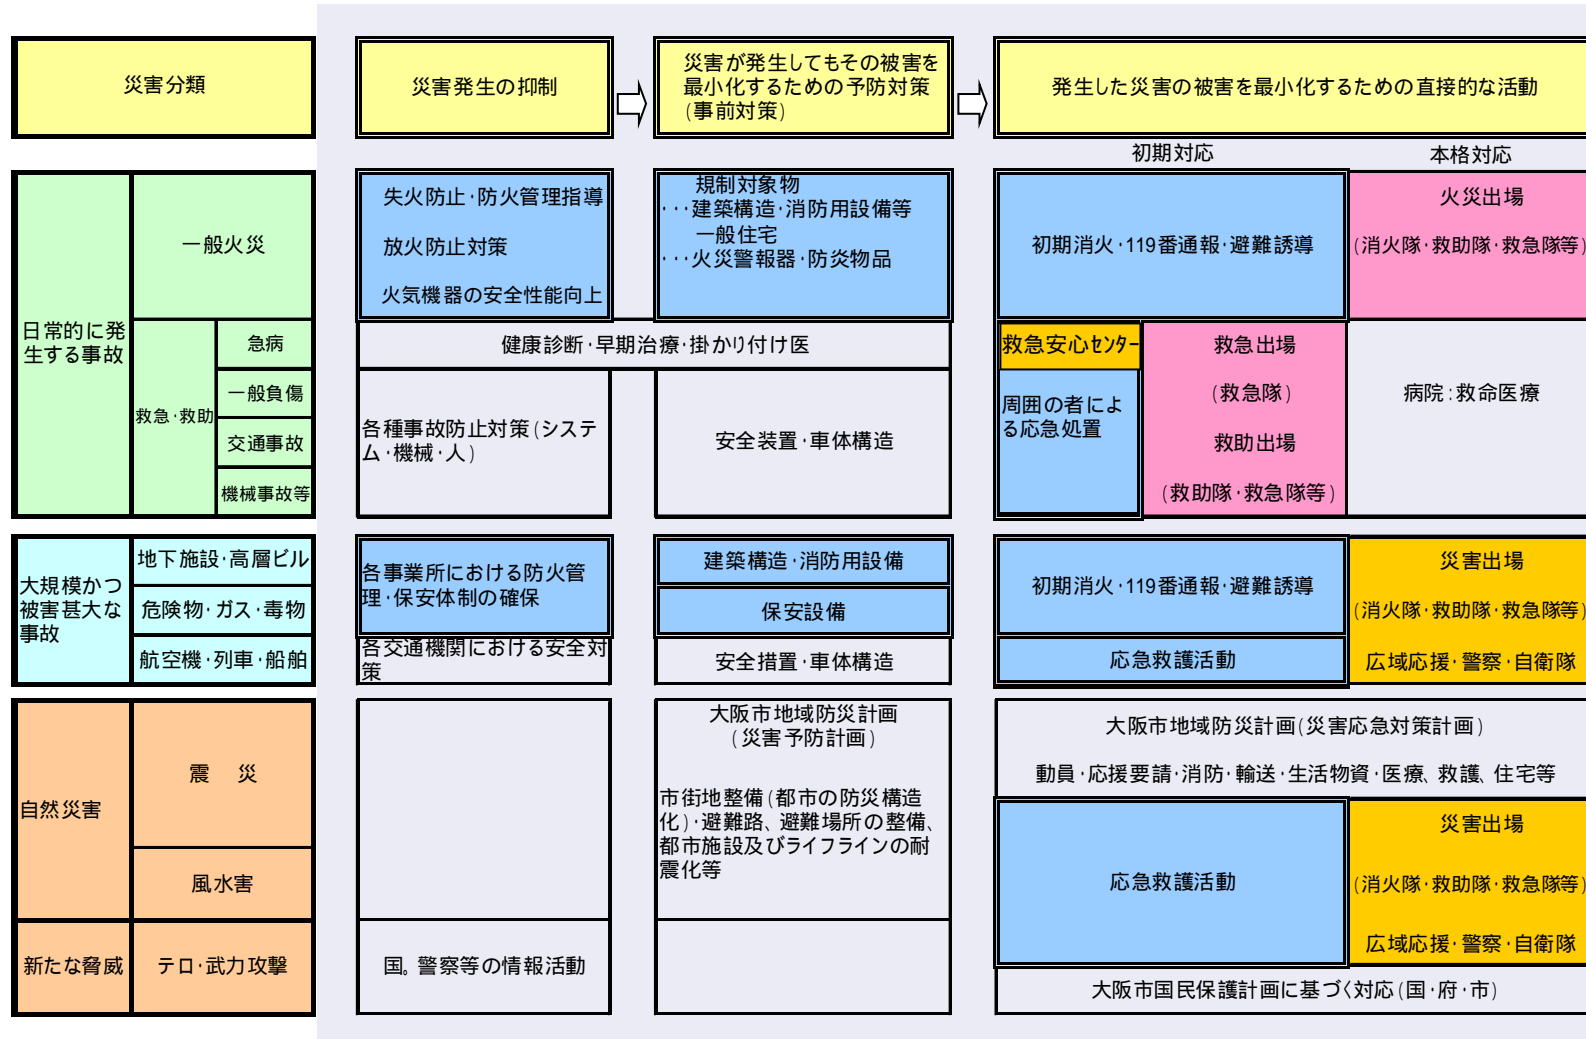 災害分類
災害発生の抑制
災害が発生してもその被害を
最小化するための予防対策
(事前対策)
発生した災害の被害を最小化するための直接的な活動
初期対応
本格対応
日常的に発
生する事故
一般火災
失火防止・防火管理指導
放火防止対策
火気機器の安全性能向上
規制対象物
・・・建築構造・消防用設備等
一般住宅
・・・火災警報器・防炎物品
初期消火・119番通報・避難誘導
火災出場
(消火隊・救助隊・救急隊等)
救急・救助
急病
一般負傷
交通事故
機械事故等
健康診断・早期治療・掛かり付け医
各種事故防止対策(システ
ム・機械・人)
安全装置・車体構造
救急安心センター
周囲の者によ
る応急処置
救急出場
(救急隊)
救助出場
(救助隊・救急隊等)
病院:救命医療
大規模かつ
被害甚大な
事故
地下施設・高層ビル
危険物・ガス・毒物
航空機・列車・船舶
各事業所における防火管
理・保安体制の確保
各交通機関における安全対
策
建築構造・消防用設備
保安設備
安全措置・車体構造
初期消火・119番通報・避難誘導
応急救護活動
災害出場
(消火隊・救助隊・救急隊等)
広域応援・警察・自衛隊
自然災害
震 災
風水害
大阪市地域防災計画
(災害予防計画)
市街地整備(都市の防災構造
化)・避難路、避難場所の整備、
都市施設及びライフラインの耐
震化等
大阪市地域防災計画(災害応急対策計画)
動員・応援要請・消防・輸送・生活物資・医療、救護、住宅等
応急救護活動
災害出場
(消火隊・救助隊・救急隊等)
広域応援・警察・自衛隊
新たな脅威
テロ・武力攻撃
国。警察等の情報活動
大阪市国民保護計画に基づく対応(国・府・市)